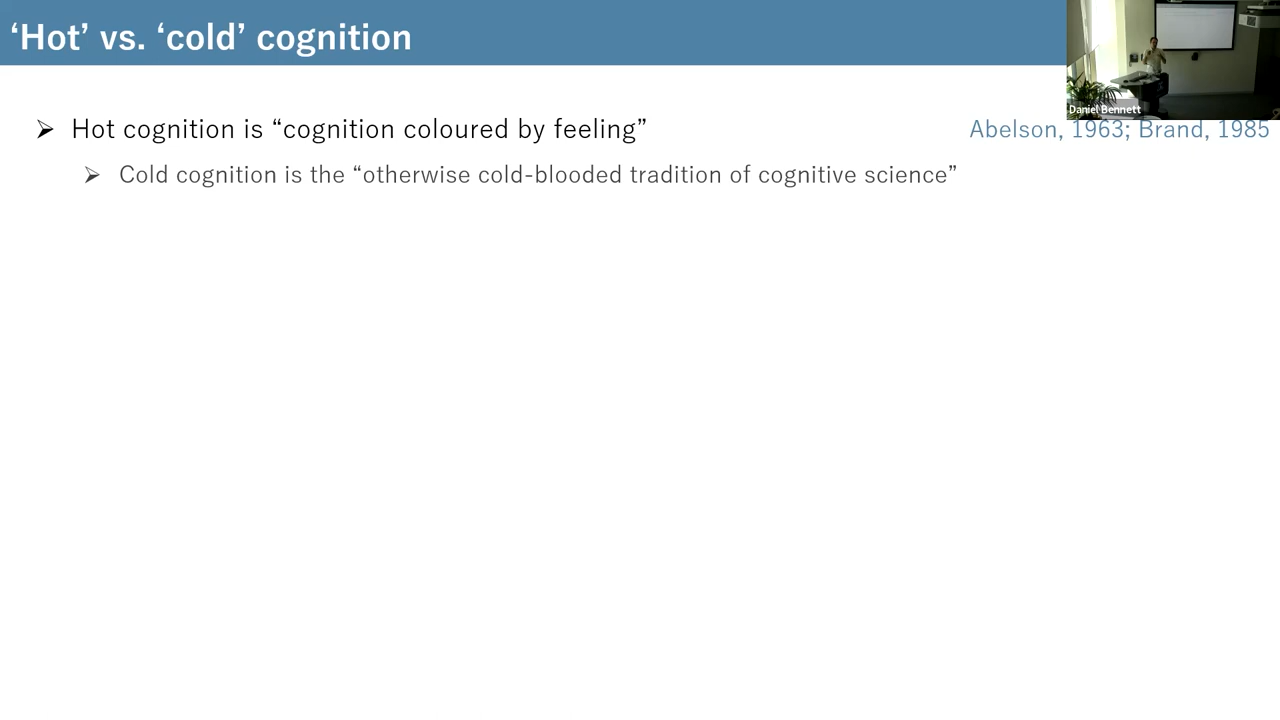 ‘Hot’ vs. ‘cold’ cognition
Daniel Bennett
Hot cognition is “cognition coloured by feeling”
Abelson, 1963; Brand, 1985
Cold cognition is the “otherwise cold-blooded tradition of cognitive science”